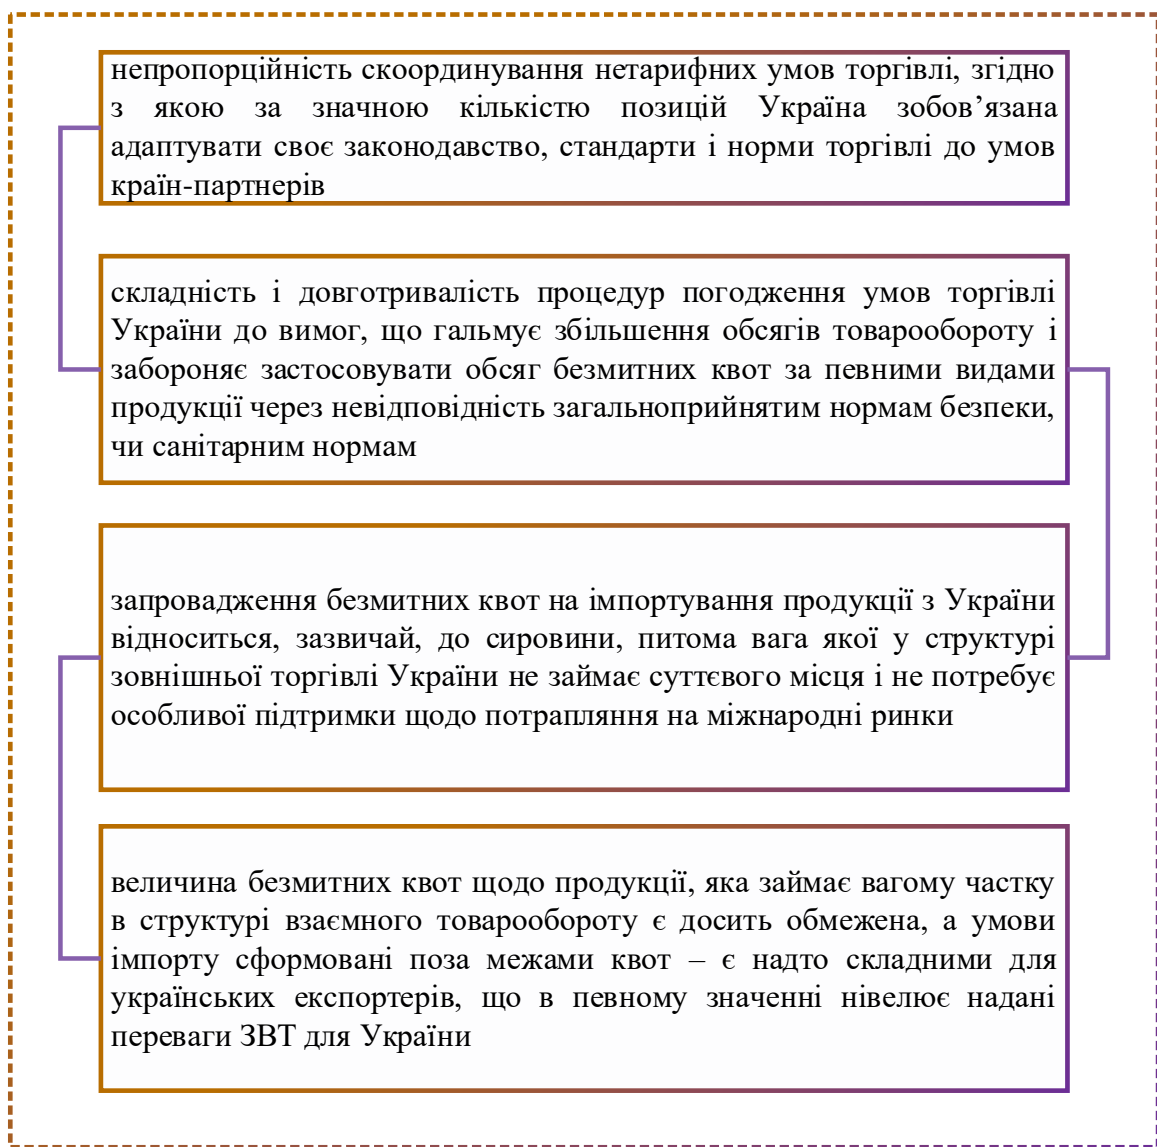 непропорційність скоординування нетарифних умов торгівлі, згідно
з якою за значною кількістю позицій Україна зобов’язана
адаптувати своє законодавство, стандарти і норми торгівлі до умов
країн-партнерів
складність і довготривалість процедур погодження умов торгівлі
України до вимог, що гальмує збільшення обсягів товарообороту і
забороняє застосовувати обсяг безмитних квот за певними видами
продукції через невідповідність загальноприйнятим нормам безпеки,
чи санітарним нормам
запровадження безмитних квот на імпортування продукції з України
відноситься, зазвичай, до сировини, питома вага якої у структурі
зовнішньої торгівлі України не займає суттєвого місця і не потребує
особливої підтримки щодо потрапляння на міжнародні ринки
величина безмитних квот щодо продукції, яка займає вагому частку
в структурі взаємного товарообороту є досить обмежена, а умови
імпорту сформовані поза межами квот – є надто складними для
українських експортерів, що в певному значенні нівелює надані
переваги ЗВТ для України